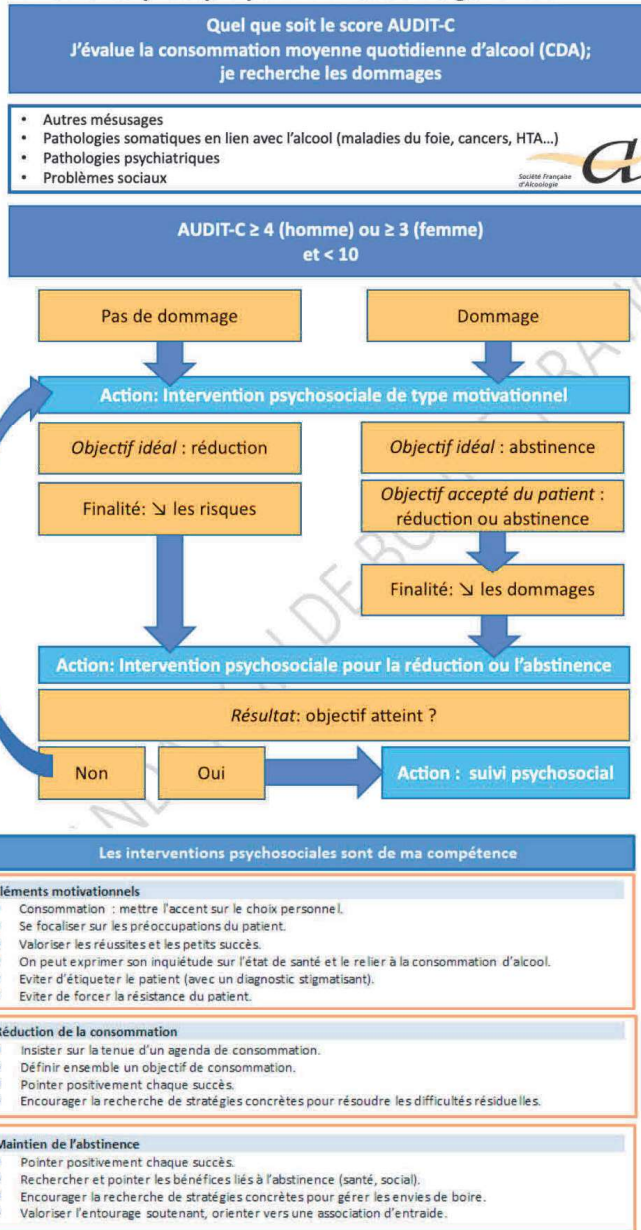 Quel que soit le score AUDIT-C
J'évalue la consommation moyenne quotidienne d'alcool (CDA);
je recherche les dommages
• Autres mésusages
• Pathologies somatiques en lien avec l'alcool (maladies du foie, cancers, HTA...)
• Pathologies psychiatriques
• Problèmes sociaux
Société Française
d'Alcoologie
AUDIT-C ≥ 4 (homme) ou ≥ 3 (femme)
et < 10
Pas de dommage
Dommage
Action: Intervention psychosociale de type motivationnel
Objectif idéal : réduction
Objectif idéal : abstinence
Finalité: ↘ les risques
Objectif accepté du patient :
réduction ou abstinence
Finalité: ↘ les dommages
Action: Intervention psychosociale pour la réduction ou l'abstinence
Résultat: objectif atteint ?
Non
Oui
Action : suivi psychosocial
Les interventions psychosociales sont de ma compétence
léments motivationnels
Consommation : mettre l'accent sur le choix personnel.
Se focaliser sur les préoccupations du patient.
Valoriser les réussites et les petits succès.
On peut exprimer son inquiétude sur l'état de santé et le relier à la consommation d'alcool.
Eviter d'étiqueter le patient (avec un diagnostic stigmatisant).
Eviter de forcer la résistance du patient.
Réduction de la consommation
Insister sur la tenue d'un agenda de consommation.
Définir ensemble un objectif de consommation.
Pointer positivement chaque succès.
Encourager la recherche de stratégies concrètes pour résoudre les difficultés résiduelles.
Maintien de l'abstinence
Pointer positivement chaque succès.
Rechercher et pointer les bénéfices liés à l'abstinence (santé, social).
Encourager la recherche de stratégies concrètes pour gérer les envies de boire.
Valoriser l'entourage soutenant, orienter vers une association d'entraide.